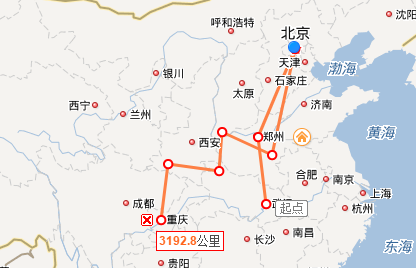 沈阳
呼和浩特
北京
天津
渤海
银川
石家庄
太原
西宁
济南
兰州
黄海
郑州
西安
合肥
南京
成都
上海
武
起点
杭州
重庆
南昌
长沙
3192.8公里
东海
贵阳